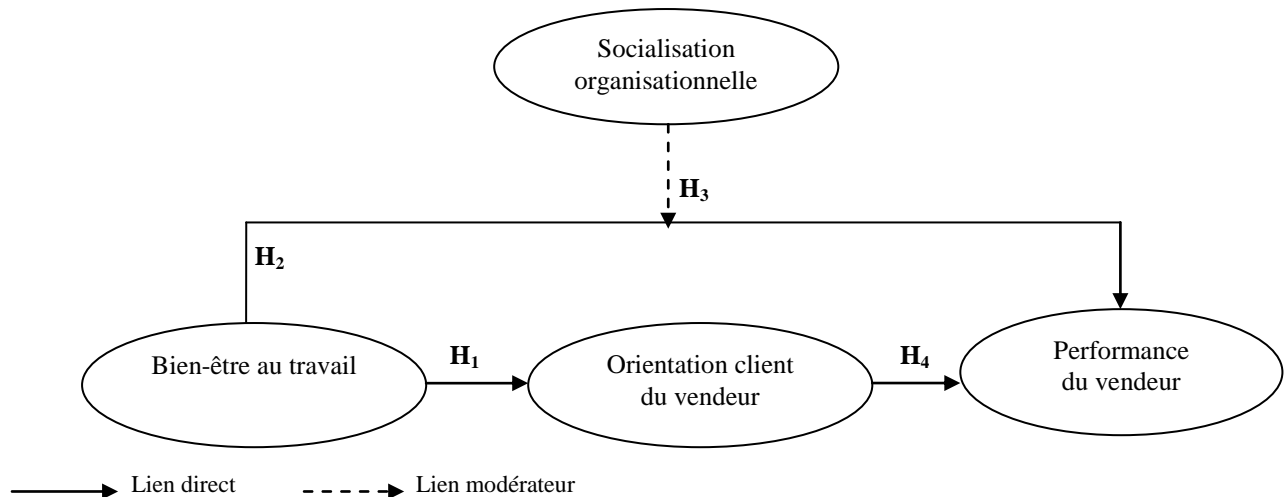 Socialisation
organisationnelle
H₃
H₂
Bien-être au travail
H₁
Orientation client
du vendeur
H₄
Performance
du vendeur
Lien direct
Lien modérateur